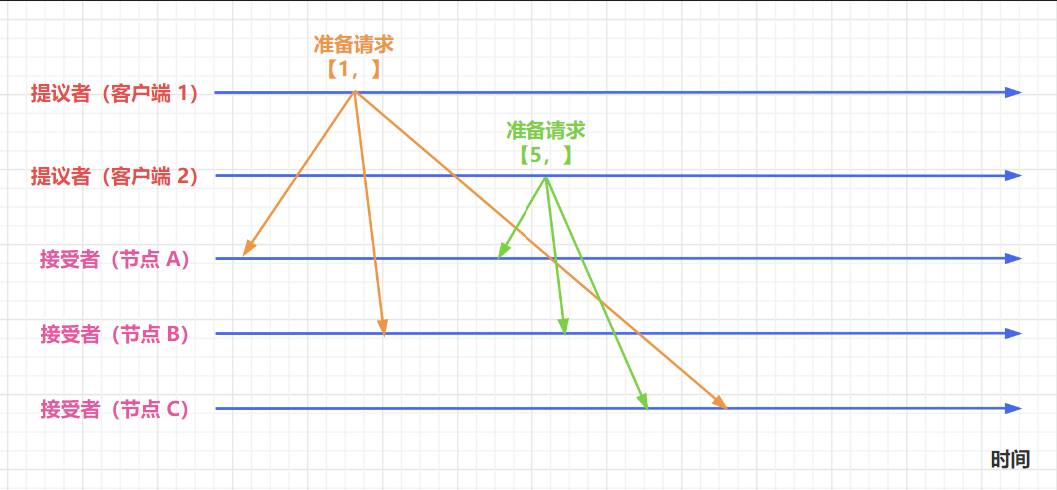 准备请求
【1，】
提议者（客户端 1）
准备请求
【5，】
提议者（客户端 2）
接受者（节点 A）
接受者（节点 B）
接受者（节点 C）
时间